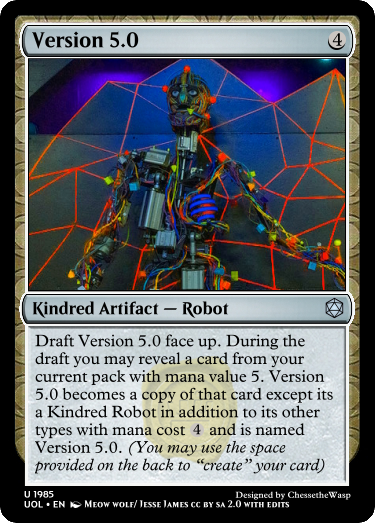 Version 5.0 4
Kindred Artifact — Robot
Draft Version 5.0 face up. During the
draft you may reveal a card from your
current pack with mana value 5. Version
5.0 becomes a copy of that card except its
a Kindred Robot in addition to its other
types with mana cost 4 and is named
Version 5.0. (You may use the space
provided on the back to “create” your card)
U 1985
Designed by ChessetheWasp
UOL • EN Meow wolf/ Jesse James cc by sa 2.0 with edits